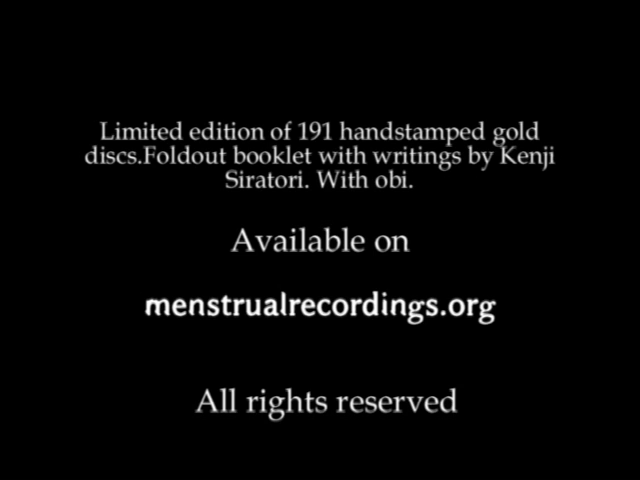 Limited edition of 191 handstamped gold
discs.Foldout booklet with writings by Kenji
Siratori. With obi.
Available on
menstrualrecordings.org
All rights reserved